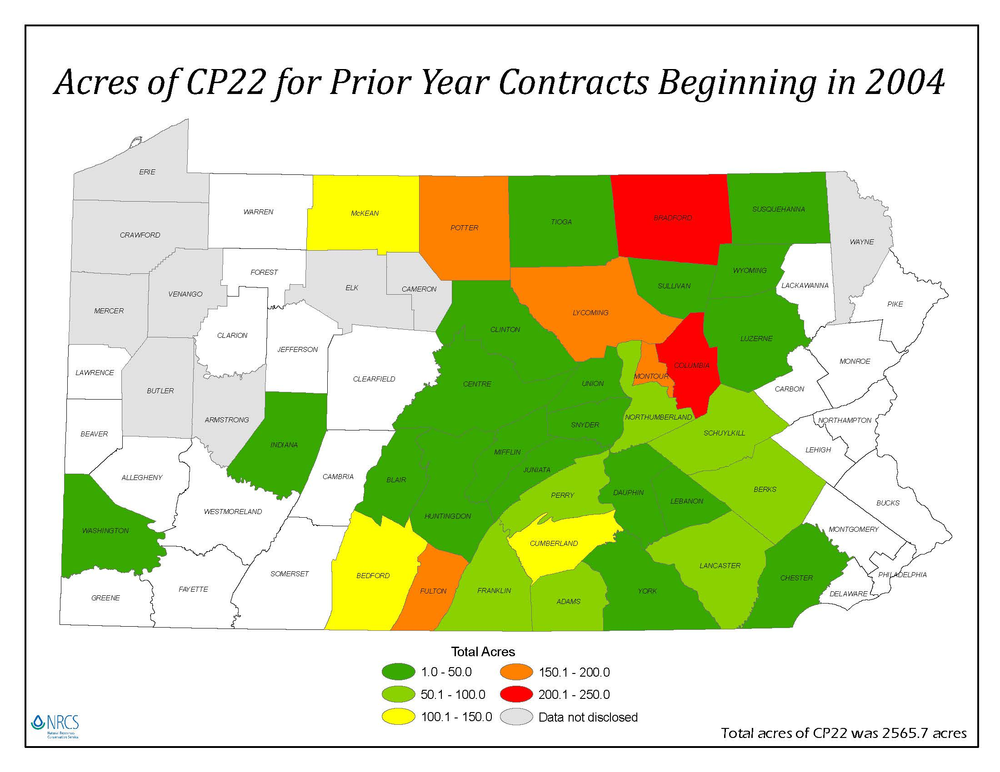 Acres of CP22 for Prior Year Contracts Beginning in 2004
ERIE
WARREN
McKEAN
POTTER
TIOGA
BRADFORD
SUSQUEHANNA
WAYNE
CRAWFORD
FOREST
ELK
CAMERON
SULLIVAN
WYOMING
LACKAWANNA
PIKE
MERCER
VENANGO
CLARION
JEFFERSON
CLINTON
LYCOMING
LUZERNE
MONROE
LAWRENCE
BUTLER
CLEARFIELD
CENTRE
UNION
MONTOUR
COLUMBIA
CARBON
BEAVER
ARMSTRONG
INDIANA
SNYDER
NORTHUMBERLAND
SCHUYLKILL
NORTHAMPTON
LEHIGH
ALLEGHENY
CAMBRIA
BLAIR
MIFFLIN
JUNIATA
PERRY
DAUPHIN
LEBANON
BERKS
BUCKS
WASHINGTON
WESTMORELAND
HUNTINGDON
CUMBERLAND
MONTGOMERY
GREENE
FAYETTE
SOMERSET
BEDFORD
FULTON
FRANKLIN
ADAMS
YORK
LANCASTER
CHESTER
DELAWARE
PHILADELPHIA
Total Acres
1.0 - 50.0
150.1 - 200.0
50.1 - 100.0
200.1 - 250.0
100.1 - 150.0
Data not disclosed
NRCS
Natural Resources
Conservation Service
Total acres of CP22 was 2565.7 acres